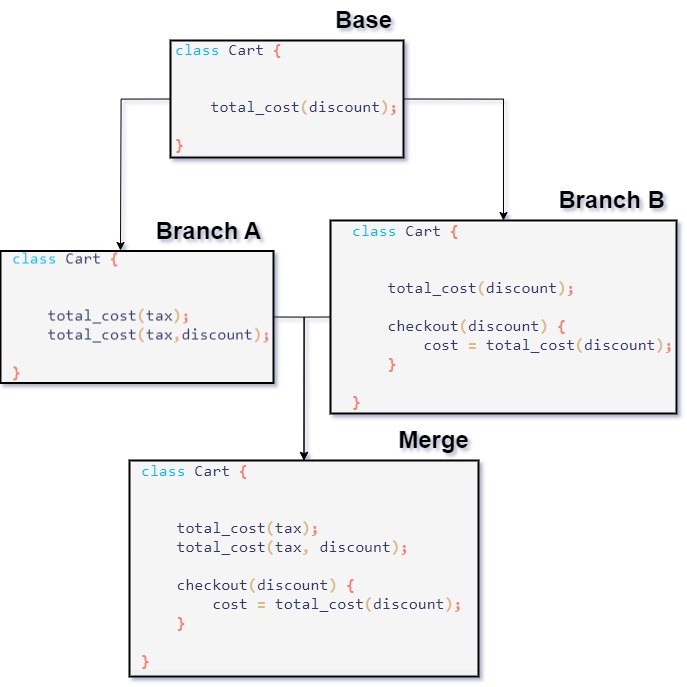 Base
class Cart {
total_cost(discount);
}
Branch A
class Cart {
total_cost(tax);
total_cost(tax,discount);
}
Branch B
class Cart {
total_cost(discount);
checkout(discount) {
cost = total_cost(discount);
}
}
Merge
class Cart {
total_cost(tax);
total_cost(tax, discount);
checkout(discount) {
cost = total_cost(discount);
}
}